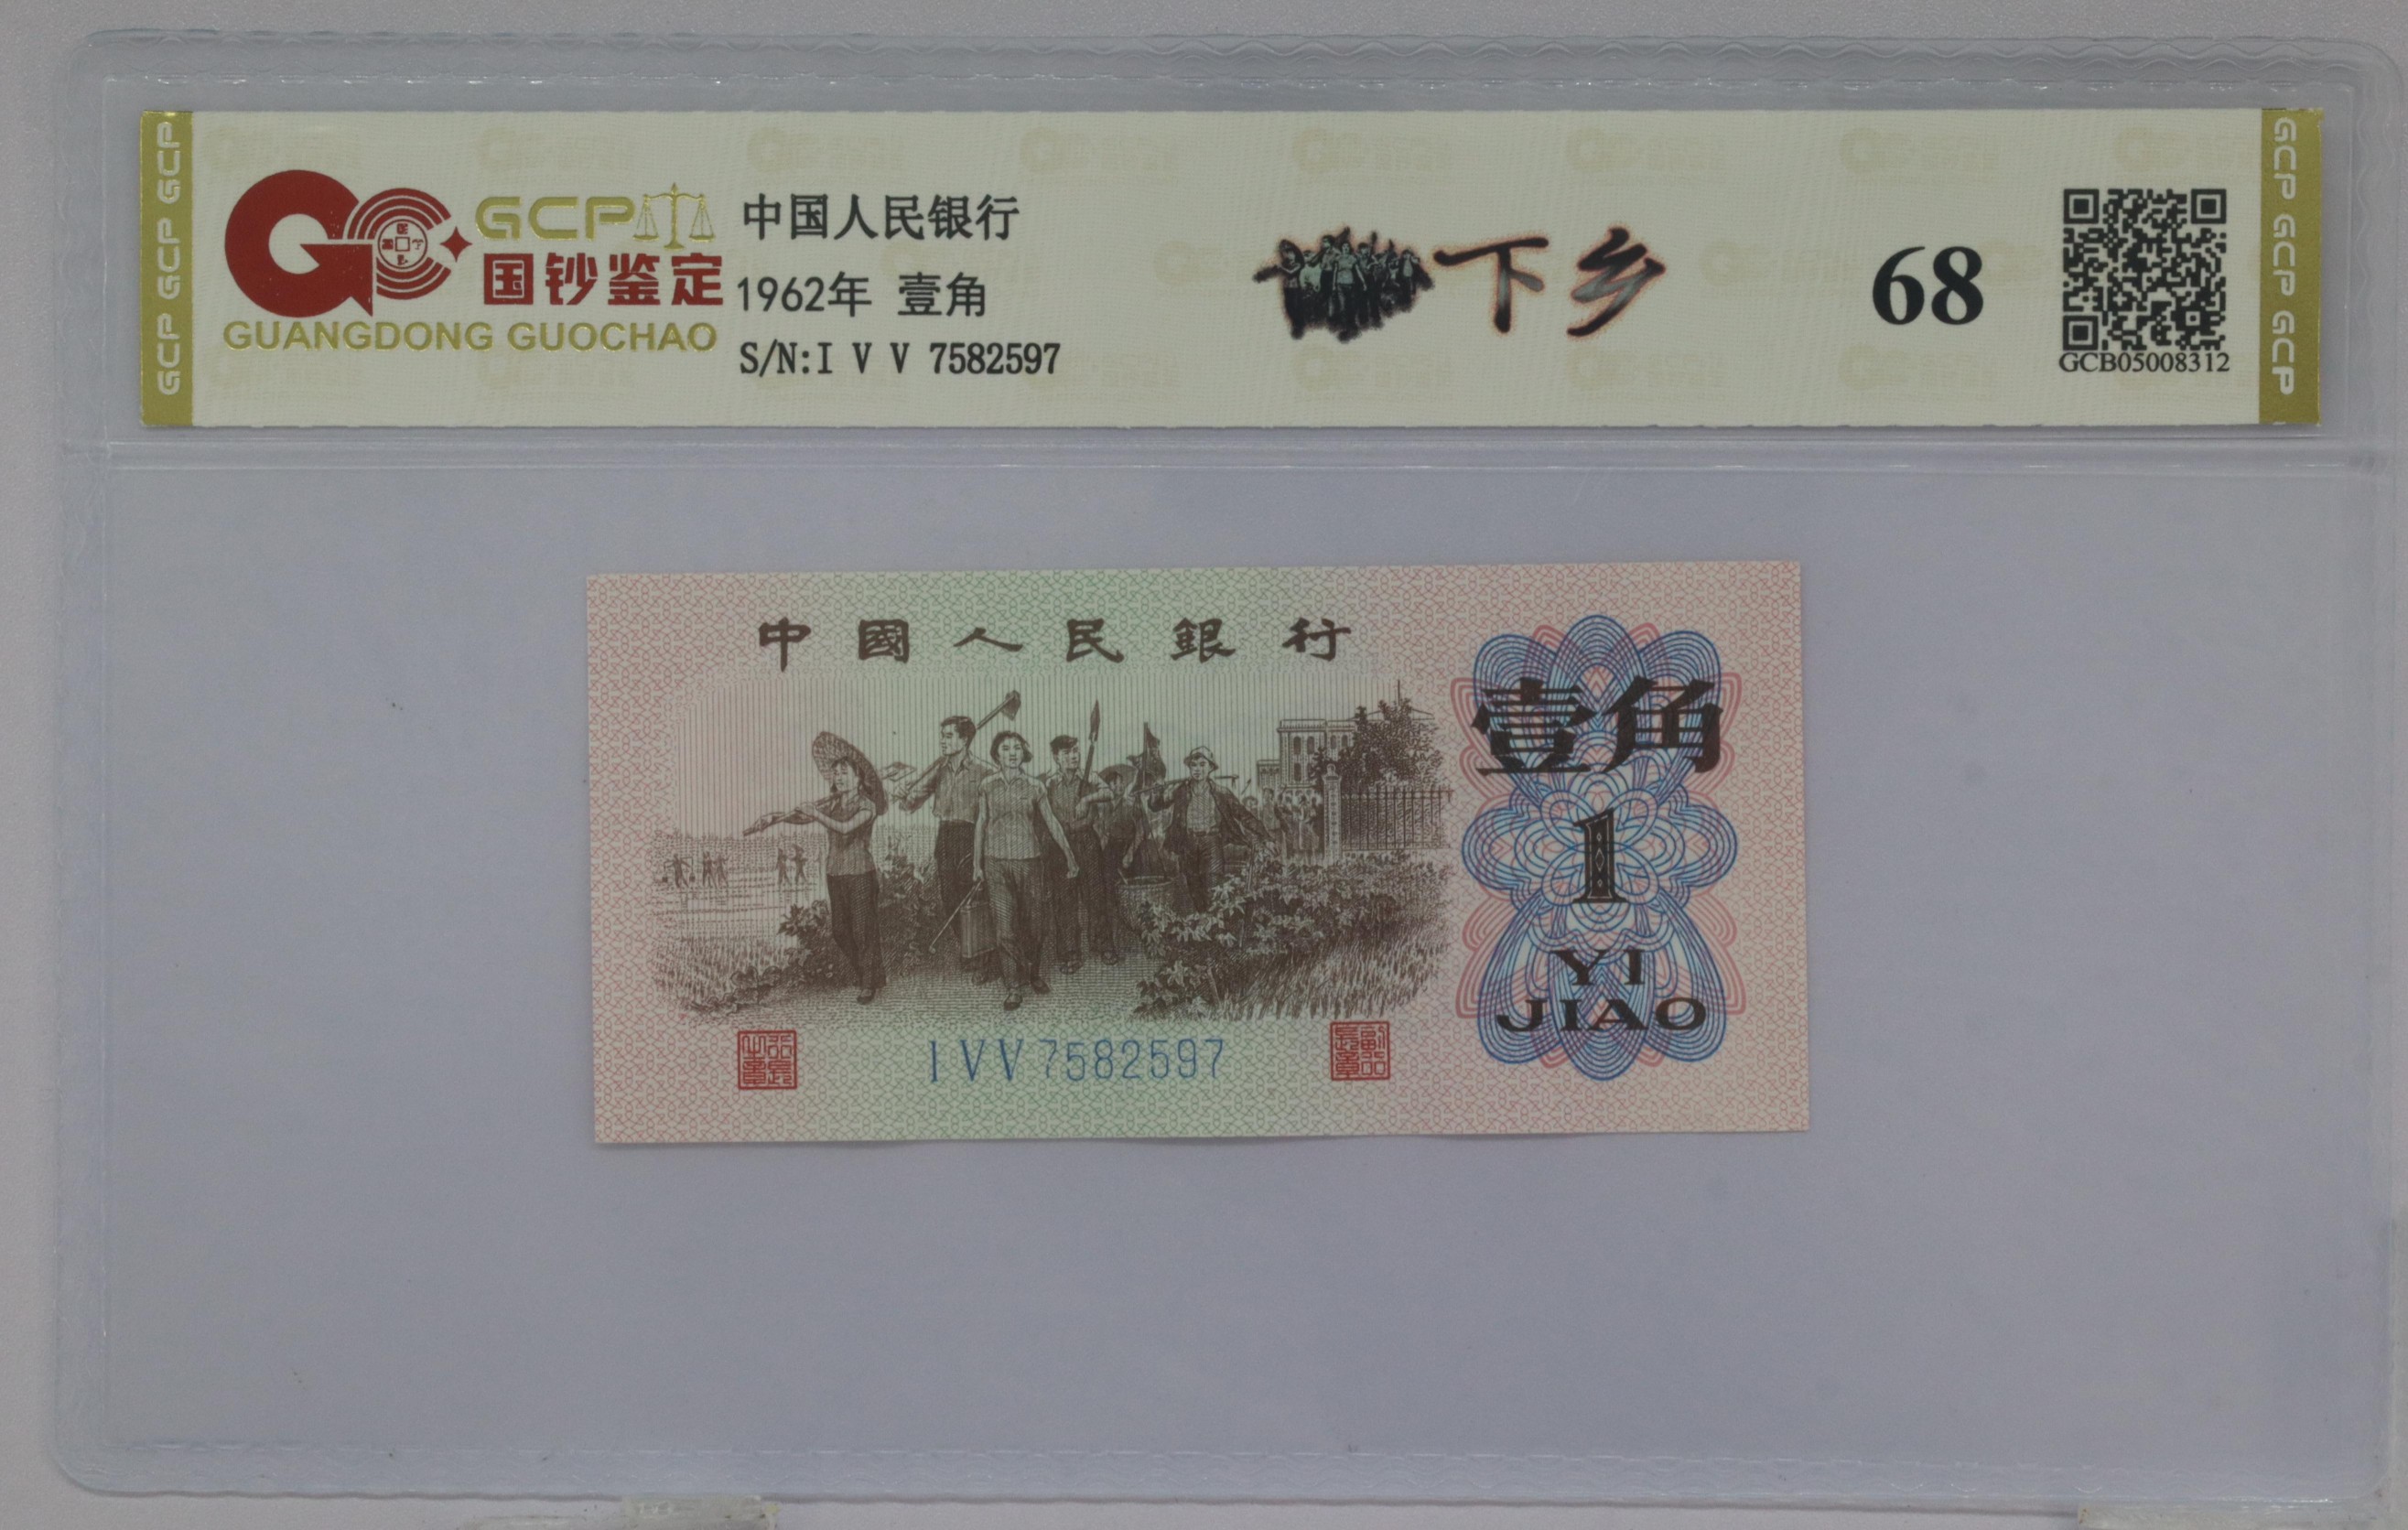 GCP GCP GCP
GCP
国钞鉴定
GUANGDONG GUOCHAO
中国人民银行
1962年 壹角
S/N:I V V 7582597
下乡
68
GCB05008312
GCP GCP GCP
中國人民銀行
壹角
1
YI
JIAO
I V V 7582597